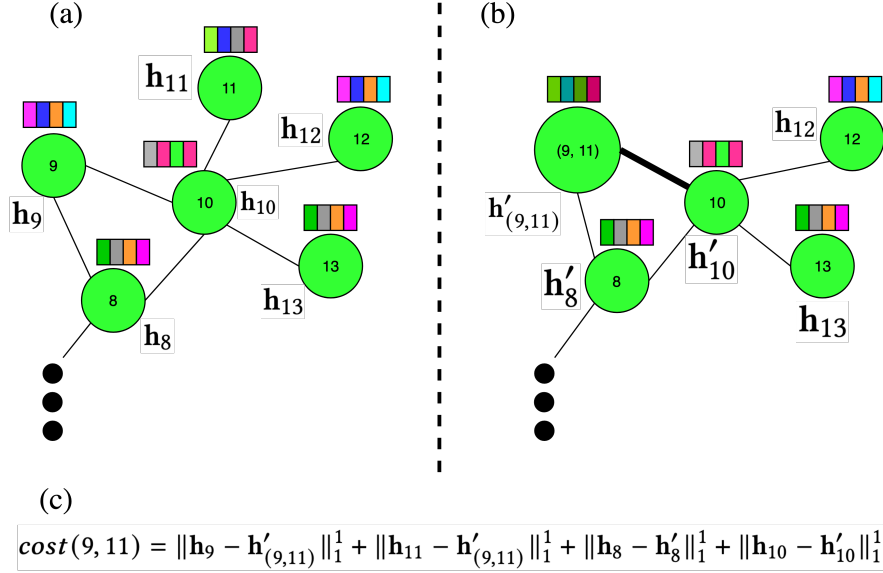 (a)
11
h₁₁
12
h₁₂
9
h₉
10
h₁₀
13
h₁₃
8
h₈
(b)
(9, 11)
h′₍₉,₁₁₎
12
h₁₂
10
h′₁₀
13
h₁₃
8
h′₈
(c)
cost(9, 11) = ‖h₉ − h′₍₉,₁₁₎‖₁¹ + ‖h₁₁ − h′₍₉,₁₁₎‖₁¹ + ‖h₈ − h′₈‖₁¹ + ‖h₁₀ − h′₁₀‖₁¹